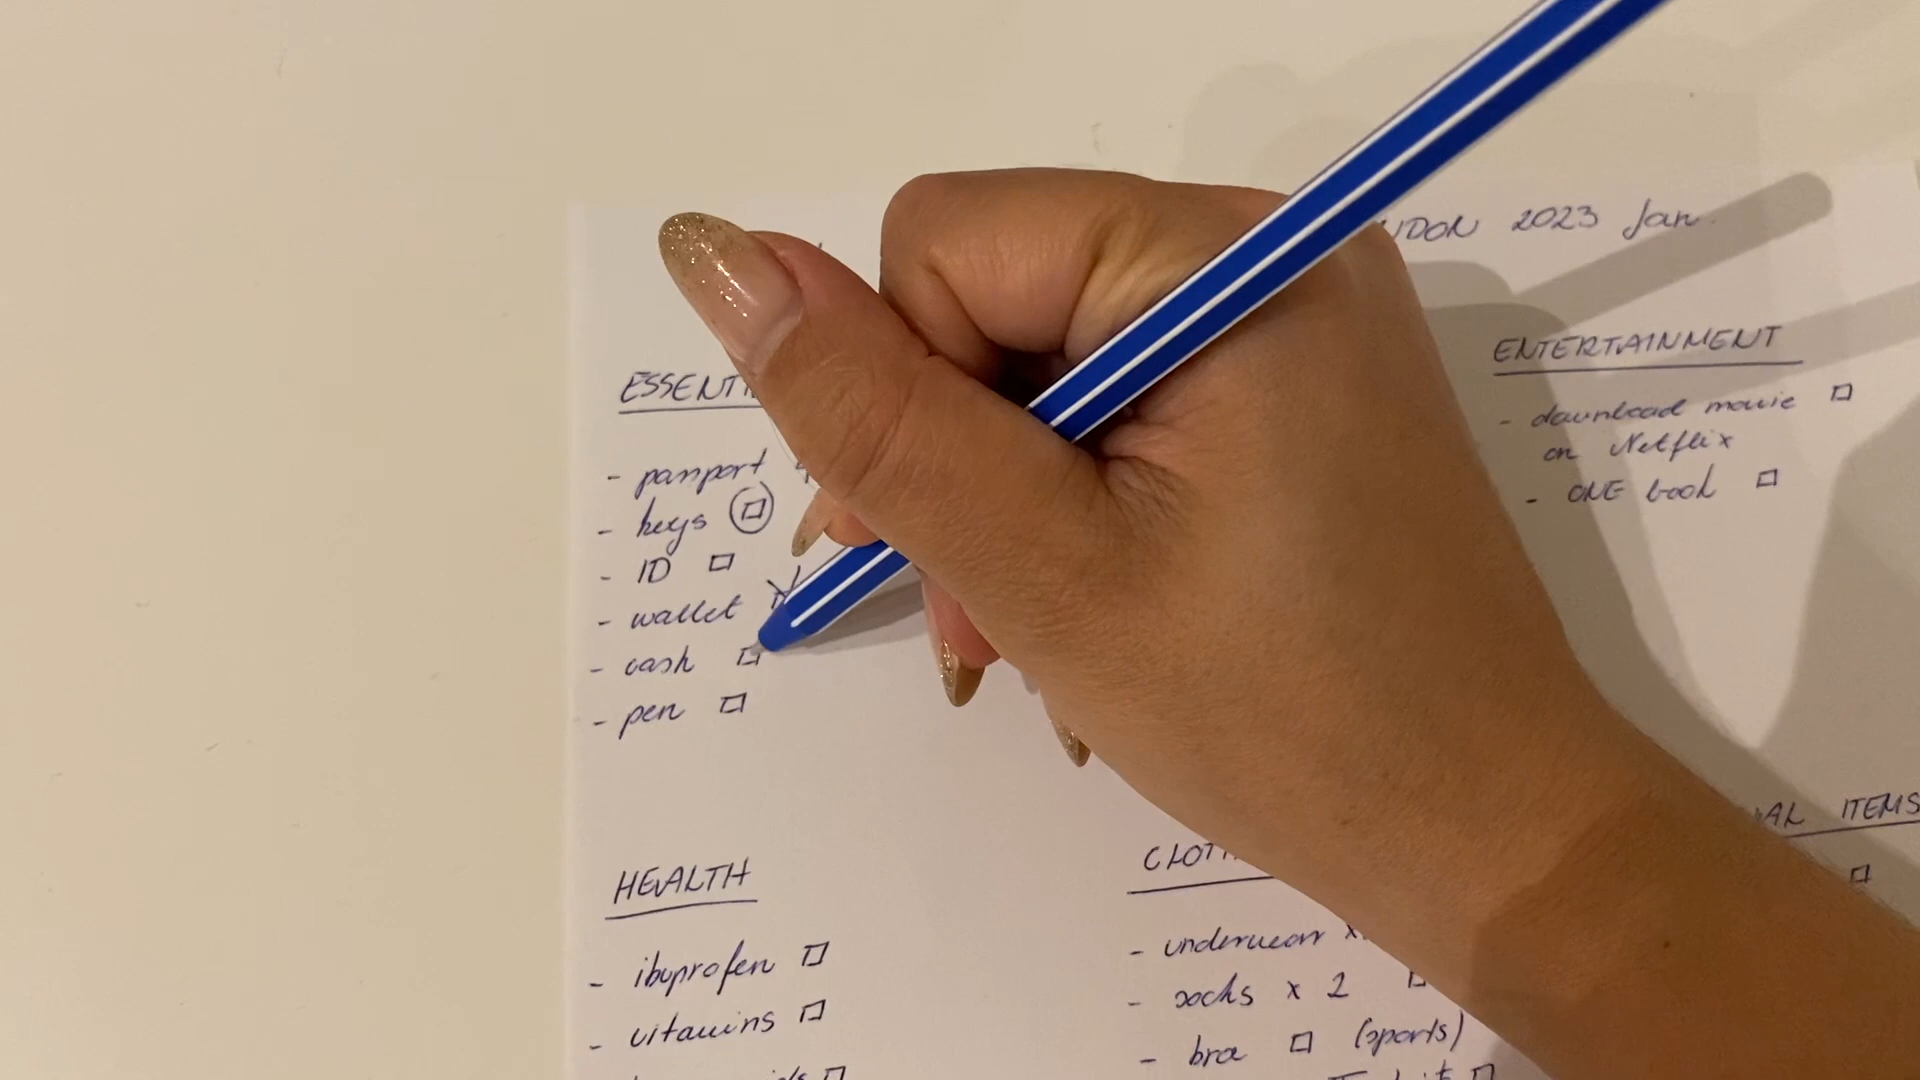 2023 Jan.
ESSENTI
- passport
- keys
- ID
- wallet
- cash
- pen
ENTERTAINMENT
- download movie
on Netflix
- ONE book
HEALTH
- ibuprofen
- vitamins
CLOTH
- underwear x
- socks x 2
- bra (sports)
ITEMS